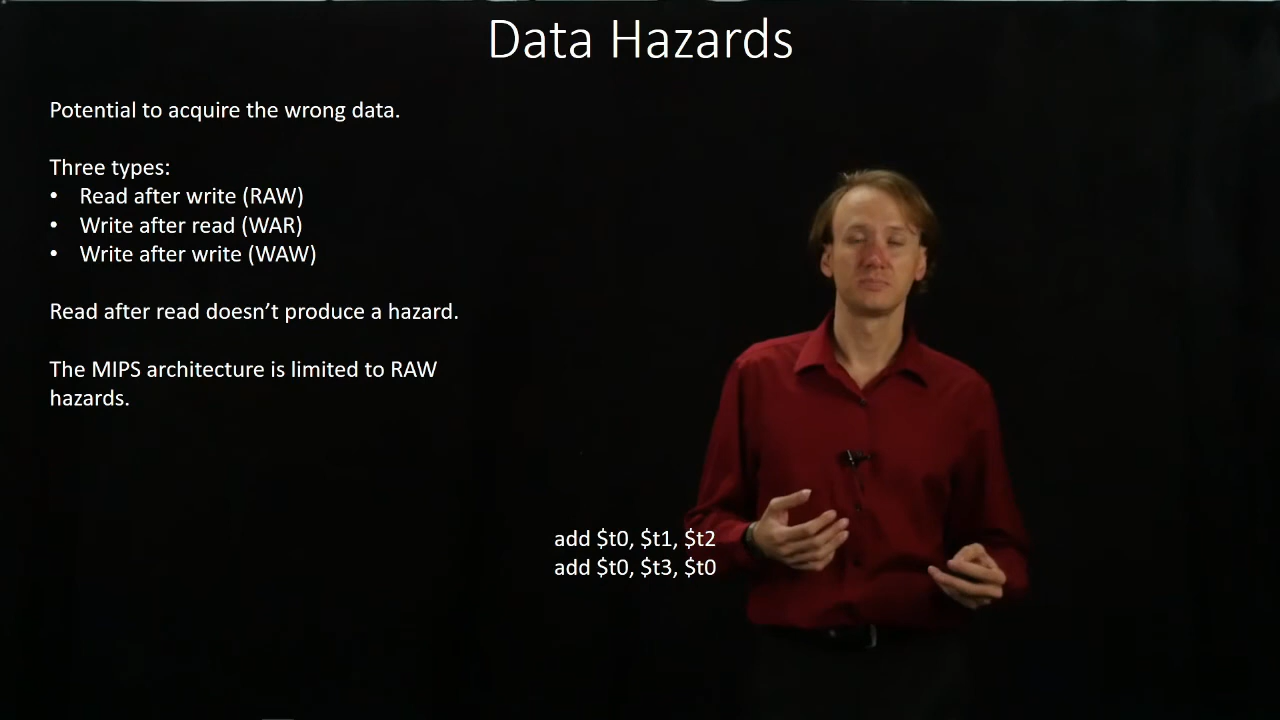 Data Hazards
Potential to acquire the wrong data.
Three types:
• Read after write (RAW)
• Write after read (WAR)
• Write after write (WAW)
Read after read doesn’t produce a hazard.
The MIPS architecture is limited to RAW
hazards.
add $t0, $t1, $t2
add $t0, $t3, $t0